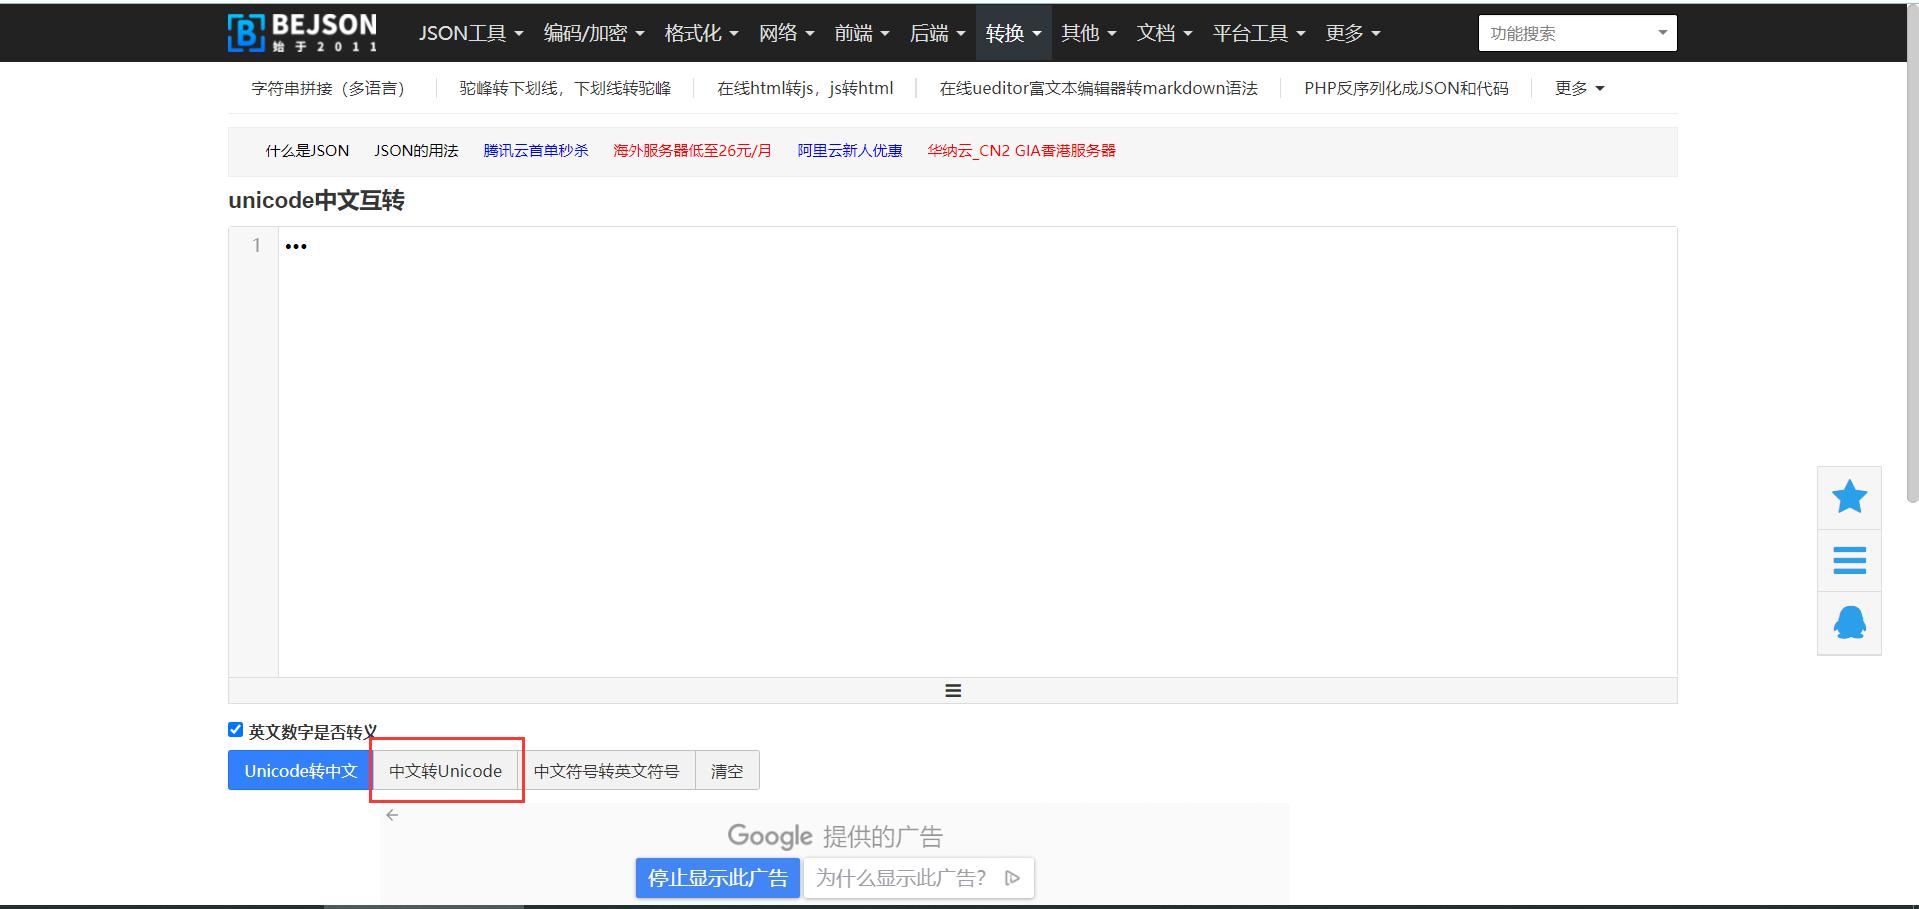 BEJSON
始于2011
JSON工具 编码/加密 格式化 网络 前端 后端 转换 其他 文档 平台工具 更多 功能搜索
字符串拼接（多语言） 驼峰转下划线，下划线转驼峰 在线html转js，js转html 在线ueditor富文本编辑器转markdown语法 PHP反序列化成JSON和代码 更多
什么是JSON JSON的用法 腾讯云首单秒杀 海外服务器低至26元/月 阿里云新人优惠 华纳云_CN2 GIA香港服务器
unicode中文互转
1 •••
英文数字是否转义
Unicode转中文 中文转Unicode 中文符号转英文符号 清空
Google 提供的广告
停止显示此广告 为什么显示此广告？